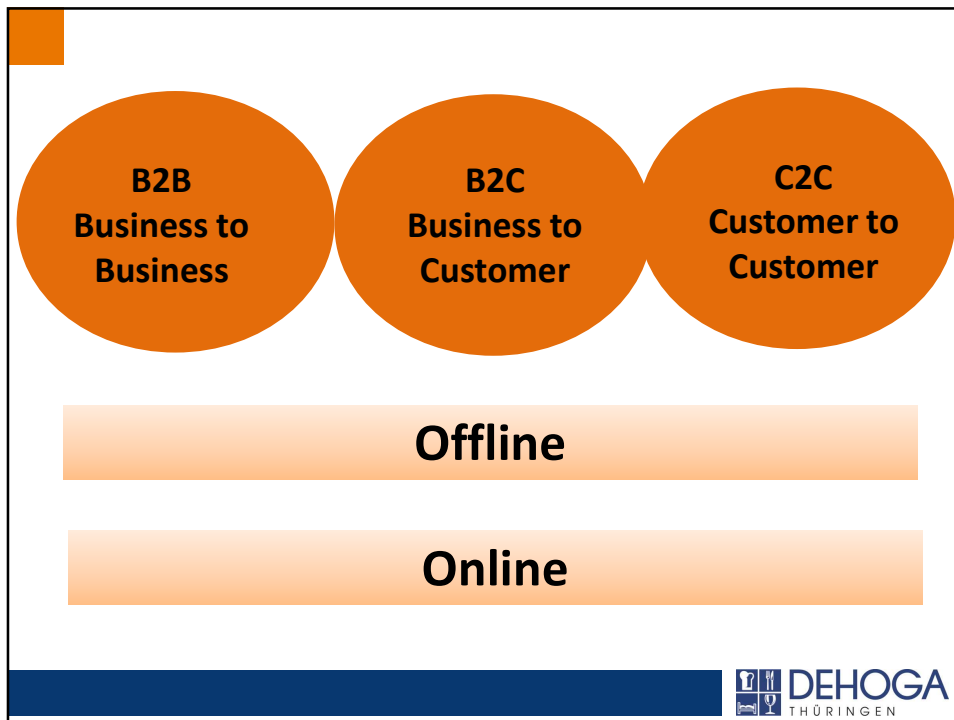 B2B
Business to
Business
B2C
Business to
Customer
C2C
Customer to
Customer
Offline
Online
DEHOGA
THÜRINGEN